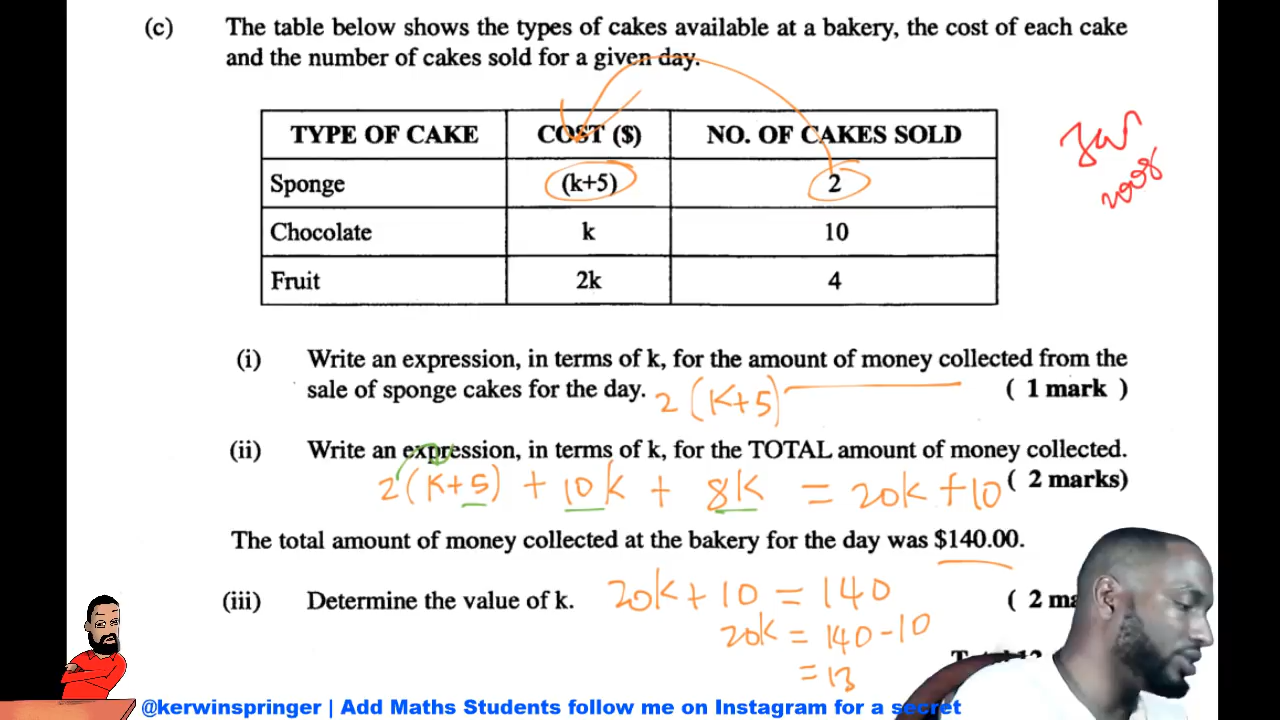 (c) The table below shows the types of cakes available at a bakery, the cost of each cake
and the number of cakes sold for a given day.
TYPE OF CAKE COST ($) NO. OF CAKES SOLD
Sponge (k+5) 2
Chocolate k 10
Fruit 2k 4
Jan
2008
(i) Write an expression, in terms of k, for the amount of money collected from the
sale of sponge cakes for the day. 2(k+5) ( 1 mark )
(ii) Write an expression, in terms of k, for the TOTAL amount of money collected.
2(k+5) + 10k + 8k = 20k +10 ( 2 marks)
The total amount of money collected at the bakery for the day was $140.00.
(iii) Determine the value of k. 20k + 10 = 140 ( 2 ma
20k = 140 - 10
= 13
@kerwinspringer | Add Maths Students follow me on Instagram for a secret